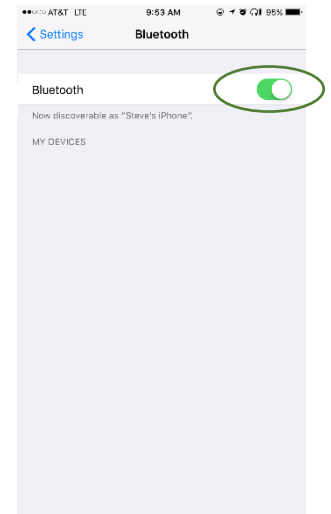 AT&T LTE 9:53 AM 95%
Settings Bluetooth
Bluetooth
Now discoverable as “Steve’s iPhone”.
MY DEVICES